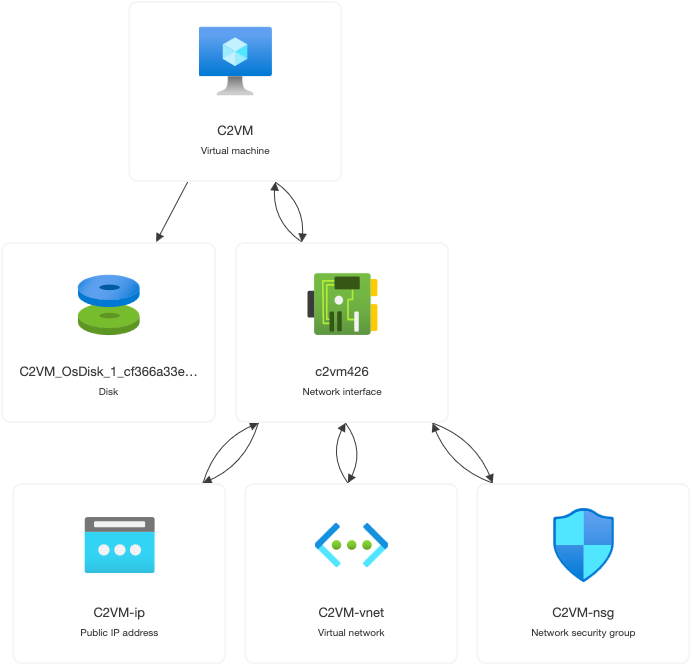 C2VM
Virtual machine
C2VM_OsDisk_1_cf366a33e...
Disk
c2vm426
Network interface
C2VM-ip
Public IP address
C2VM-vnet
Virtual network
C2VM-nsg
Network security group